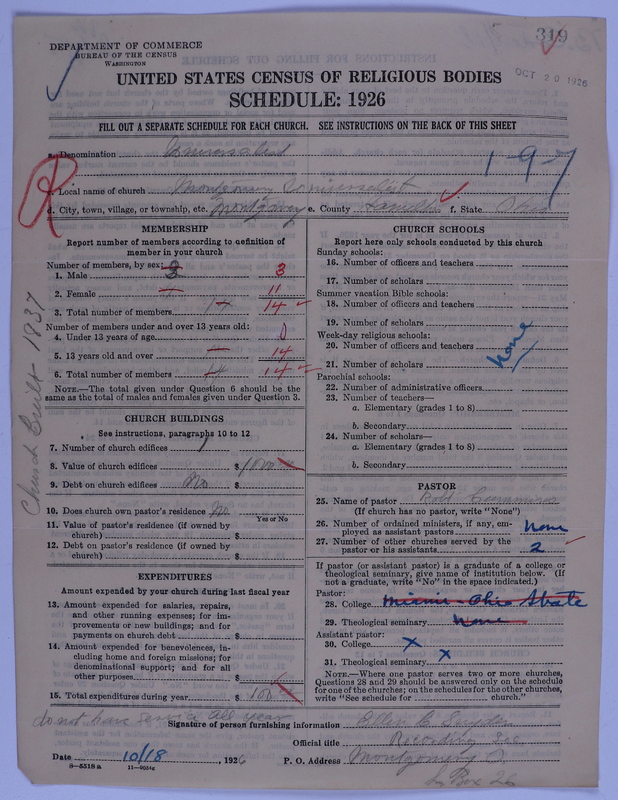 319
DEPARTMENT OF COMMERCE
BUREAU OF THE CENSUS
WASHINGTON
OCT 20 1926
UNITED STATES CENSUS OF RELIGIOUS BODIES
SCHEDULE: 1926
FILL OUT A SEPARATE SCHEDULE FOR EACH CHURCH. SEE INSTRUCTIONS ON THE BACK OF THIS SHEET
a. Denomination Universalist
1-9-7
R
c. Local name of church Montgomery Universalist
d. City, town, village, or township, etc. Montgomery e. County Hamilton f. State Ohio
MEMBERSHIP
Report number of members according to definition of member in your church
Number of members, by sex:
1. Male 3 3
2. Female 11
3. Total number of members 14
Number of members under and over 13 years old:
4. Under 13 years of age 0
5. 13 years old and over 14
6. Total number of members 14 14
NOTE.—The total given under Question 6 should be the same as the total of males and females given under Question 3.
Church Built 1837
CHURCH BUILDINGS
See instructions, paragraphs 10 to 12
7. Number of church edifices 1
8. Value of church edifices $ 1000
9. Debt on church edifices No $
10. Does church own pastor's residence No
Yes or No
11. Value of pastor's residence (if owned by church) $
12. Debt on pastor's residence (if owned by church) $
EXPENDITURES
Amount expended by your church during last fiscal year
13. Amount expended for salaries, repairs, and other running expenses; for improvements or new buildings; and for payments on church debt $
14. Amount expended for benevolences, including home and foreign missions; for denominational support; and for all other purposes $
15. Total expenditures during year $ 100
CHURCH SCHOOLS
Report here only schools conducted by this church
Sunday schools:
16. Number of officers and teachers
17. Number of scholars
Summer vacation Bible schools:
18. Number of officers and teachers
19. Number of scholars
Week-day religious schools:
20. Number of officers and teachers
21. Number of scholars
none
Parochial schools:
22. Number of administrative officers
23. Number of teachers—
a. Elementary (grades 1 to 8)
b. Secondary
24. Number of scholars—
a. Elementary (grades 1 to 8)
b. Secondary
PASTOR
25. Name of pastor Rold Cummins
(If church has no pastor, write "None")
26. Number of ordained ministers, if any, employed as assistant pastors None
27. Number of other churches served by the pastor or his assistants 2
If pastor (or assistant pastor) is a graduate of a college or theological seminary, give name of institution below. (If not a graduate, write "No" in the space indicated.)
Pastor:
28. College Miami - Ohio State
29. Theological seminary None
Assistant pastor:
30. College x
31. Theological seminary x
NOTE.—Where one pastor serves two or more churches, Questions 28 and 29 should be answered only on the schedule for one of the churches; on the schedules for the other churches, write "See schedule for church."
do not have service all year
Signature of person furnishing information Ellen C. Snyder
Official title Recording Sec
Date 10/18, 1926 P. O. Address Montgomery O
8—5518 a 11—9054g
L Box 26